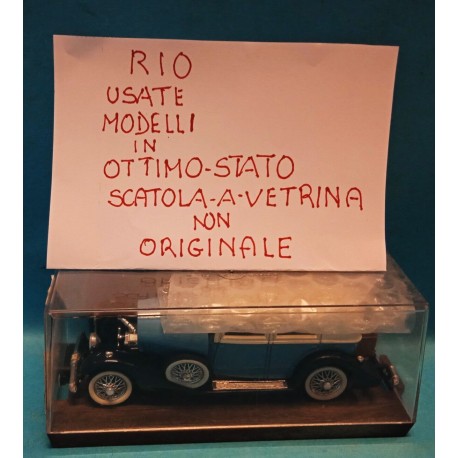 RIO
USATE
MODELLI
IN
OTTIMO-STATO
SCATOLA-A-VETRINA
NON
ORIGINALE